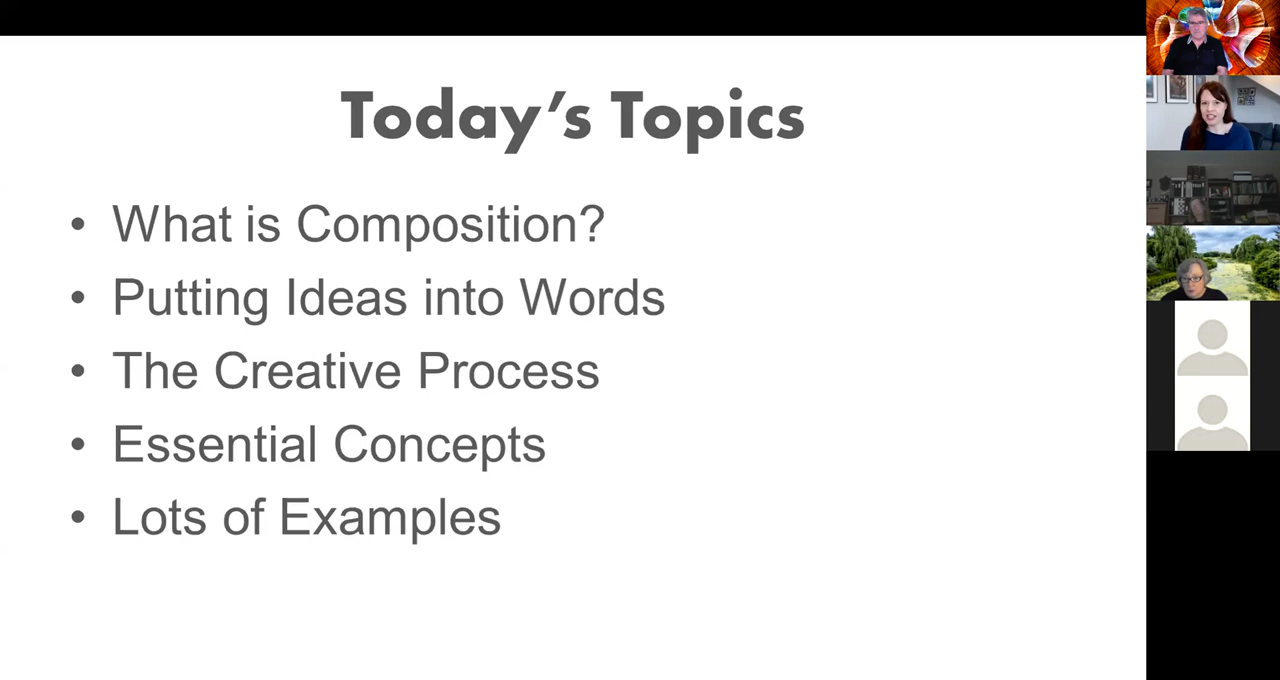 Today's Topics
• What is Composition?
• Putting Ideas into Words
• The Creative Process
• Essential Concepts
• Lots of Examples